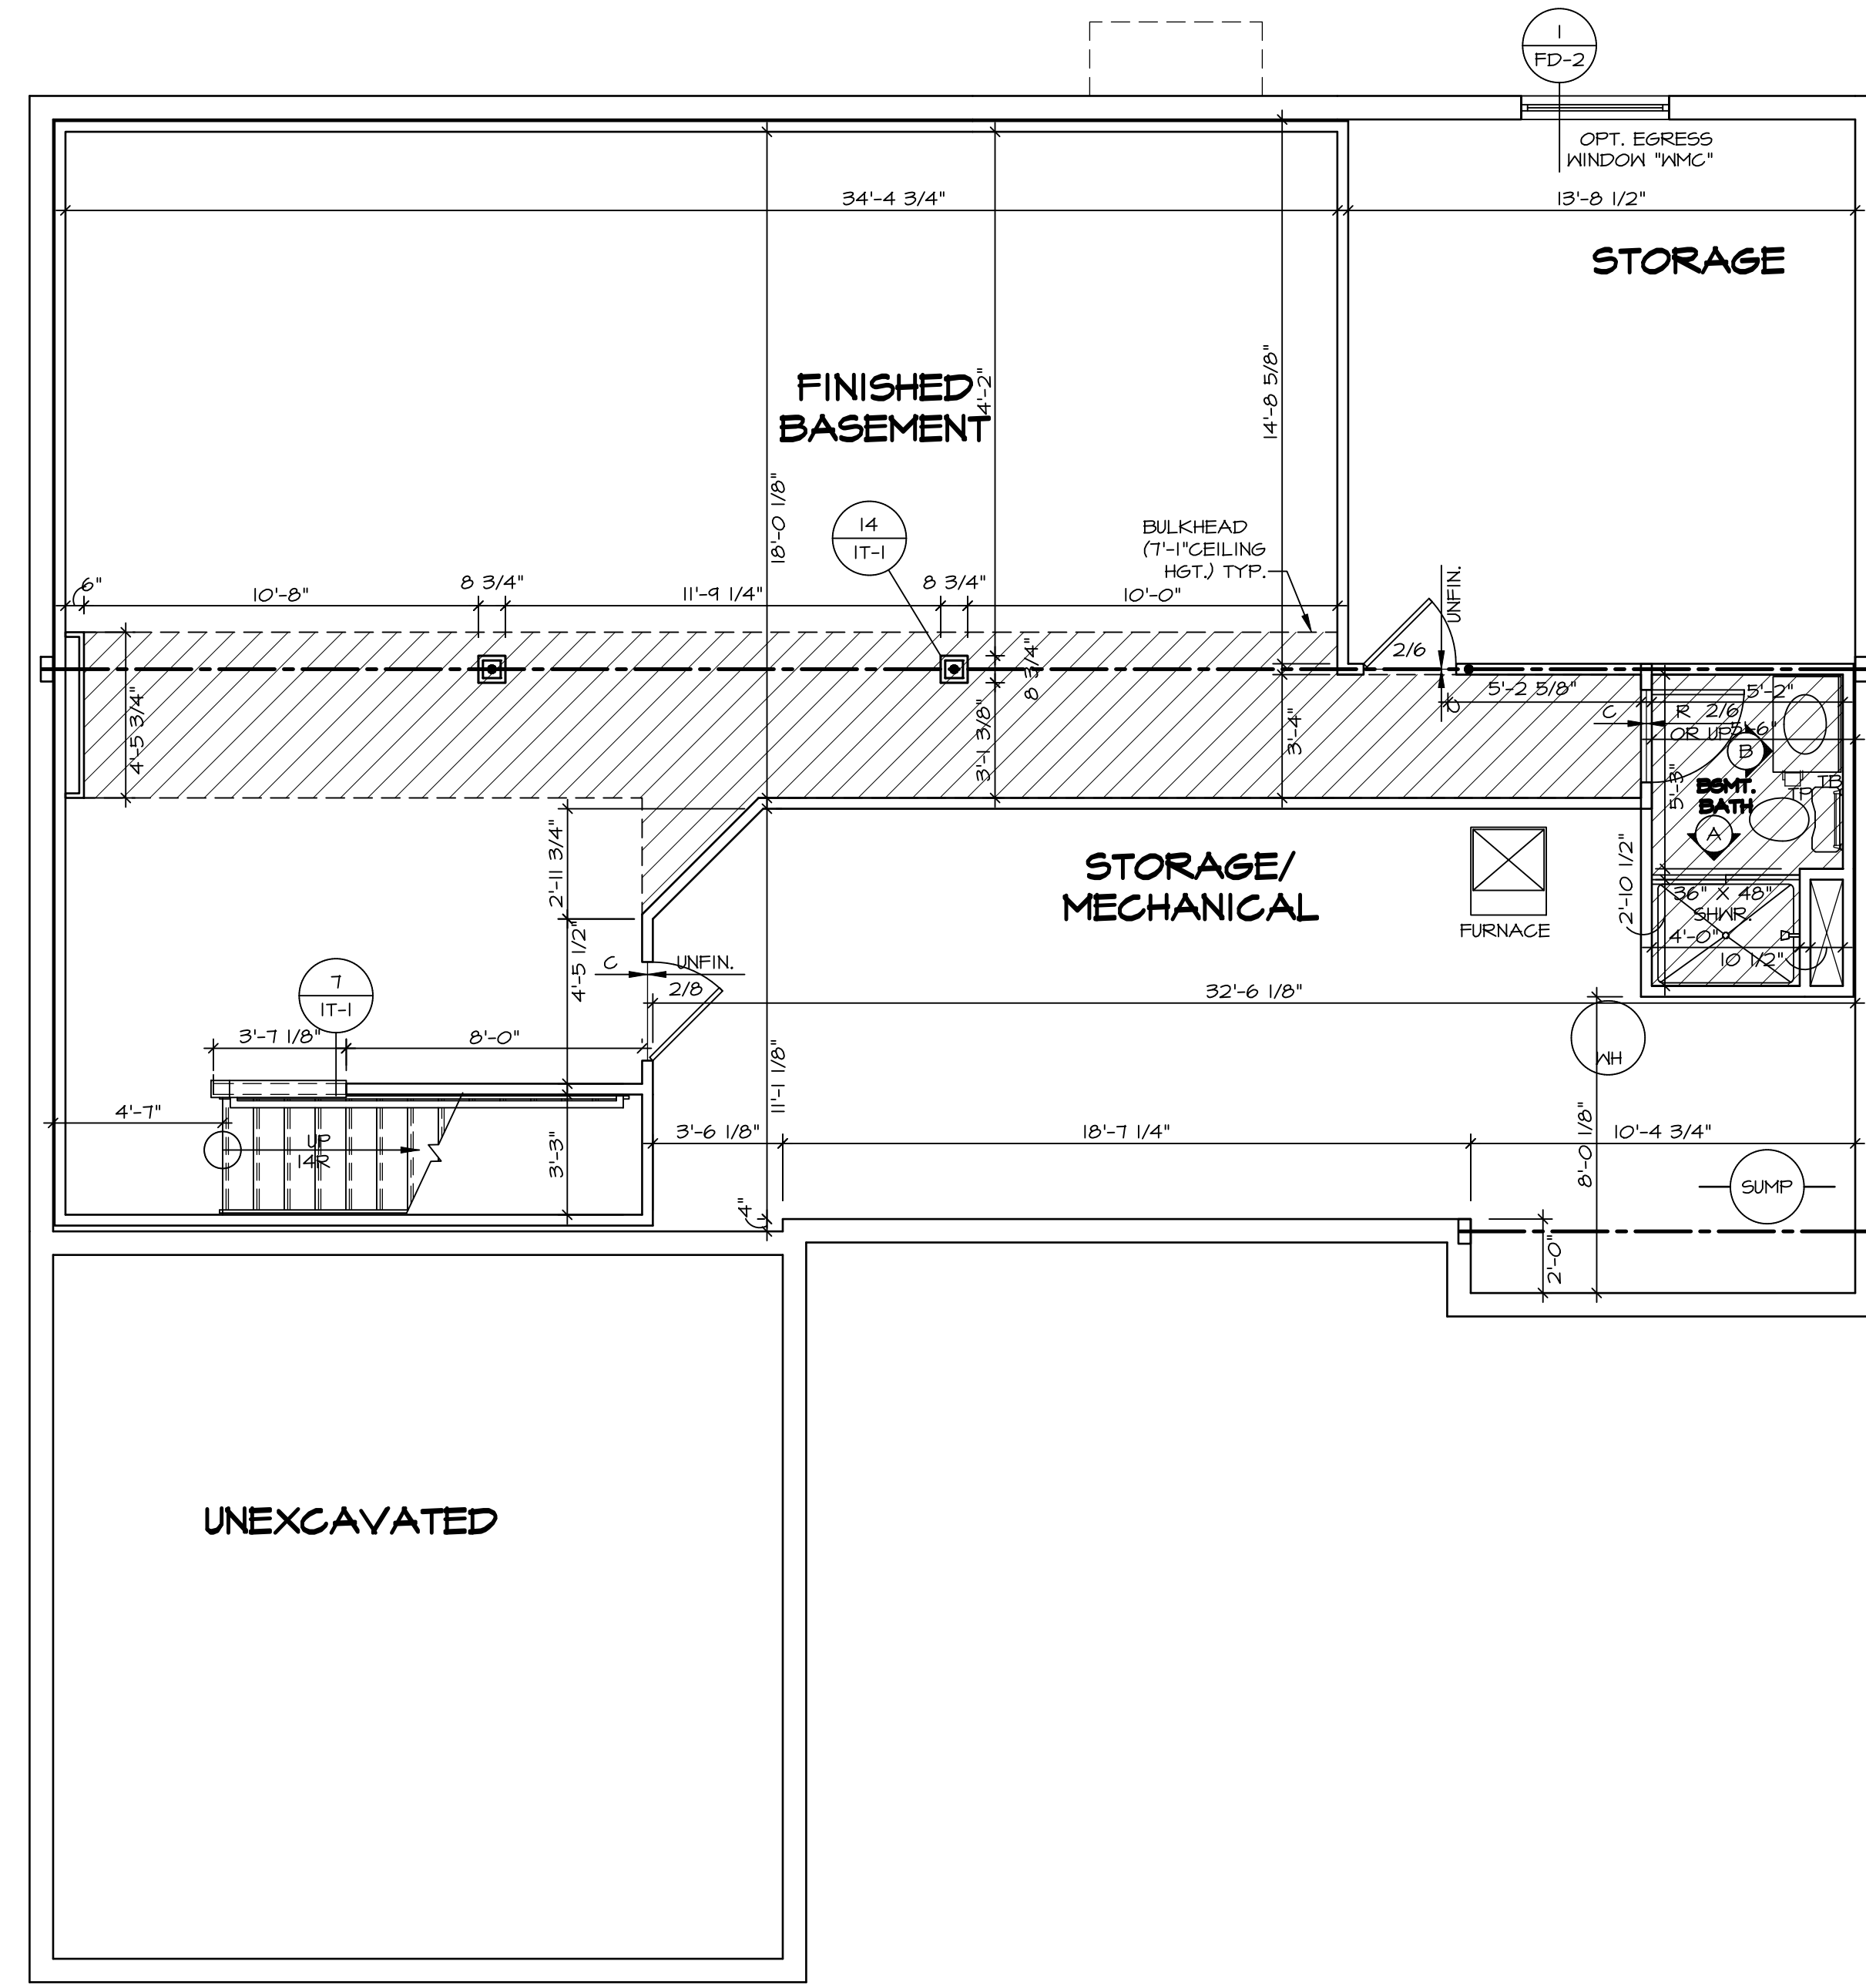 1
FD-2
OPT. EGRESS
WINDOW "WMC"
34'-4 3/4"
13'-8 1/2"
STORAGE
FINISHED
BASEMENT
14'-8 5/8"
18'-0 1/8"
14
IT-1
BULKHEAD
(7'-1"CEILING
HGT.) TYP.
UNFIN.
6"
10'-8"
8 3/4"
11'-9 1/4"
8 3/4"
10'-0"
2/6
4'-5 3/4"
8 3/4"
3'-1 3/8"
3'-4"
5'-2 5/8"
C
5'-2"
C
R 2/6
OR UP
5'-6"
B
5'-3"
BSMT.
BATH
TP
TB
A
2'-11 3/4"
STORAGE/
MECHANICAL
FURNACE
2'-10 1/2"
36" X 48"
SHWR.
4'-0"
10 1/2"
4'-5 1/2"
C
UNFIN.
2/8
32'-6 1/8"
7
IT-1
3'-7 1/8"
8'-0"
WH
11'-1 1/8"
4'-7"
UP
14R
3'-3"
3'-6 1/8"
18'-7 1/4"
10'-4 3/4"
8'-0 1/8"
SUMP
4"
2'-0"
UNEXCAVATED